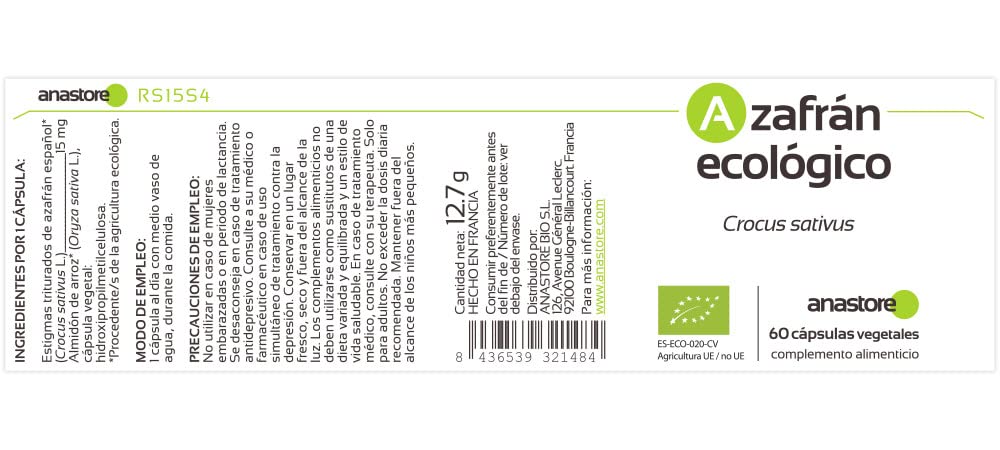 anastore RS15S4
INGREDIENTES POR 1 CÁPSULA:
Estigmas triturados de azafrán español*
(Crocus sativus L.)____________15 mg
Almidón de arroz* (Oryza sativa L.),
cápsula vegetal:
hidroxipropilmetilcelulosa.
*Procedente/s de la agricultura ecológica.
MODO DE EMPLEO:
1 cápsula al día con medio vaso de
agua, durante la comida.
PRECAUCIONES DE EMPLEO:
No utilizar en caso de mujeres
embarazadas o en periodo de lactancia.
Se desaconseja en caso de tratamiento
antidepresivo. Consulte a su médico o
farmacéutico en caso de uso
simultáneo de tratamiento contra la
depresión. Conservar en un lugar
fresco, seco y fuera del alcance de la
luz. Los complementos alimenticios no
deben utilizarse como sustitutos de una
dieta variada y equilibrada y un estilo de
vida saludable. En caso de tratamiento
médico, consulte con su terapeuta. Solo
para adultos. No exceder la dosis diaria
recomendada. Mantener fuera del
alcance de los niños más pequeños.
Cantidad neta: 12.7 g
HECHO EN FRANCIA
Consumir preferentemente antes
del fin de / Número de lote: ver
debajo del envase.
Distribuido por:
ANASTORE BIO S.L.
126, Avenue Général Leclerc,
92100 Boulogne-Billancourt. Francia
Para más información:
www.anastore.com
8 436539 321484
Azafrán
ecológico
Crocus sativus
ES-ECO-020-CV
Agricultura UE / no UE
anastore
60 cápsulas vegetales
complemento alimenticio